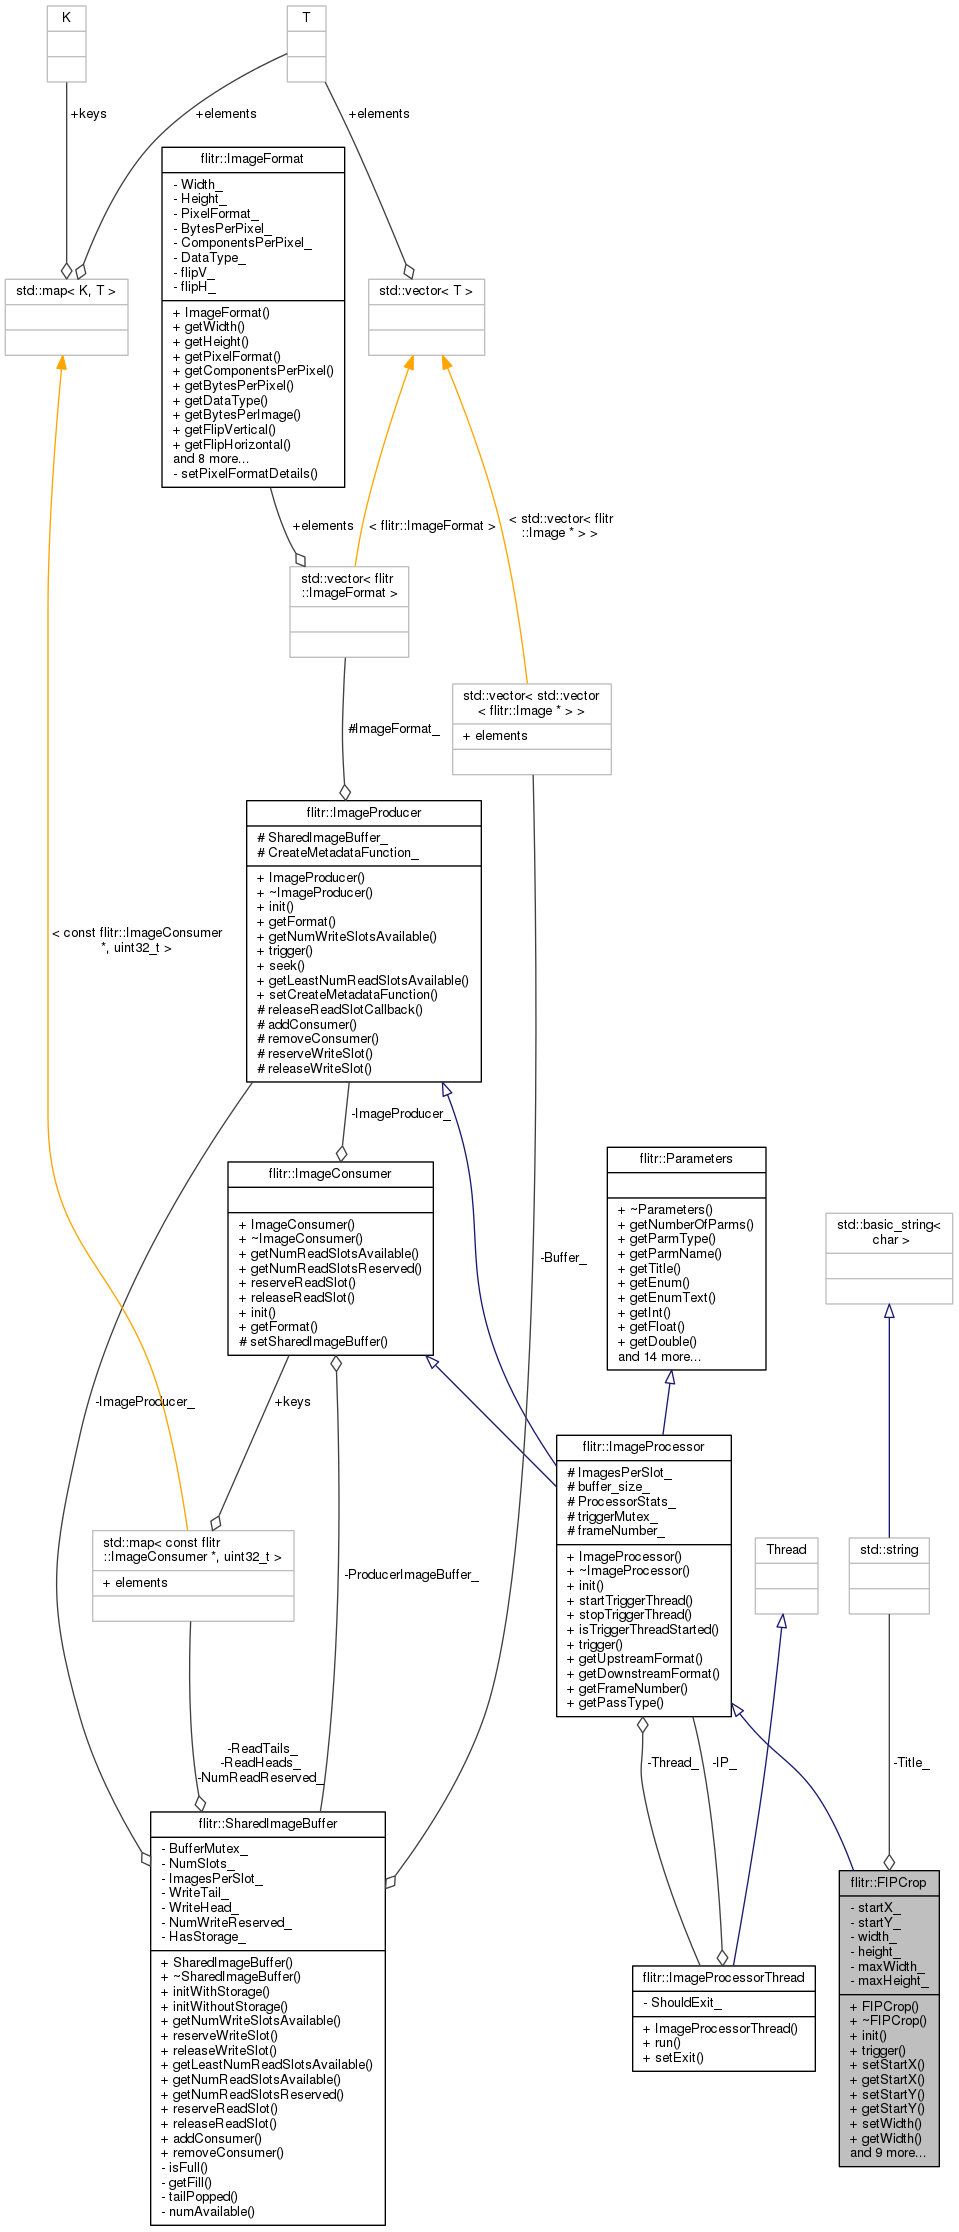 K
T
+keys
+elements
+elements
flitr::ImageFormat
- Width_
- Height_
- PixelFormat_
- BytesPerPixel_
- ComponentsPerPixel_
- DataType_
- flipV_
- flipH_
+ ImageFormat()
+ getWidth()
+ getHeight()
+ getPixelFormat()
+ getComponentsPerPixel()
+ getBytesPerPixel()
+ getDataType()
+ getBytesPerImage()
+ getFlipVertical()
+ getFlipHorizontal()
and 8 more...
- setPixelFormatDetails()
std::map< K, T >
std::vector< T >
+elements
< flitr::ImageFormat >
< std::vector< flitr
::Image * > >
std::vector< flitr
::ImageFormat >
std::vector< std::vector
< flitr::Image * > >
+ elements
#ImageFormat_
flitr::ImageProducer
# SharedImageBuffer_
# CreateMetadataFunction_
+ ImageProducer()
+ ~ImageProducer()
+ init()
+ getFormat()
+ getNumWriteSlotsAvailable()
+ trigger()
+ seek()
+ getLeastNumReadSlotsAvailable()
+ setCreateMetadataFunction()
# releaseReadSlotCallback()
# addConsumer()
# removeConsumer()
# reserveWriteSlot()
# releaseWriteSlot()
< const flitr::ImageConsumer
*, uint32_t >
-ImageProducer_
flitr::ImageConsumer
+ ImageConsumer()
+ ~ImageConsumer()
+ getNumReadSlotsAvailable()
+ getNumReadSlotsReserved()
+ reserveReadSlot()
+ releaseReadSlot()
+ init()
+ getFormat()
# setSharedImageBuffer()
-Buffer_
flitr::Parameters
+ ~Parameters()
+ getNumberOfParms()
+ getParmType()
+ getParmName()
+ getTitle()
+ getEnum()
+ getEnumText()
+ getInt()
+ getFloat()
+ getDouble()
and 14 more...
std::basic_string<
char >
-ImageProducer_
+keys
flitr::ImageProcessor
# ImagesPerSlot_
# buffer_size_
# ProcessorStats_
# triggerMutex_
# frameNumber_
+ ImageProcessor()
+ ~ImageProcessor()
+ init()
+ startTriggerThread()
+ stopTriggerThread()
+ isTriggerThreadStarted()
+ trigger()
+ getUpstreamFormat()
+ getDownstreamFormat()
+ getFrameNumber()
+ getPassType()
std::map< const flitr
::ImageConsumer *, uint32_t >
+ elements
Thread
std::string
-ProducerImageBuffer_
-ReadTails_
-ReadHeads_
-NumReadReserved_
-Thread_
-IP_
-Title_
flitr::SharedImageBuffer
- BufferMutex_
- NumSlots_
- ImagesPerSlot_
- WriteTail_
- WriteHead_
- NumWriteReserved_
- HasStorage_
+ SharedImageBuffer()
+ ~SharedImageBuffer()
+ initWithStorage()
+ initWithoutStorage()
+ getNumWriteSlotsAvailable()
+ reserveWriteSlot()
+ releaseWriteSlot()
+ getLeastNumReadSlotsAvailable()
+ getNumReadSlotsAvailable()
+ getNumReadSlotsReserved()
+ reserveReadSlot()
+ releaseReadSlot()
+ addConsumer()
+ removeConsumer()
- isFull()
- getFill()
- tailPopped()
- numAvailable()
flitr::ImageProcessorThread
- ShouldExit_
+ ImageProcessorThread()
+ run()
+ setExit()
flitr::FIPCrop
- startX_
- startY_
- width_
- height_
- maxWidth_
- maxHeight_
+ FIPCrop()
+ ~FIPCrop()
+ init()
+ trigger()
+ setStartX()
+ getStartX()
+ setStartY()
+ getStartY()
+ setWidth()
+ getWidth()
and 9 more...